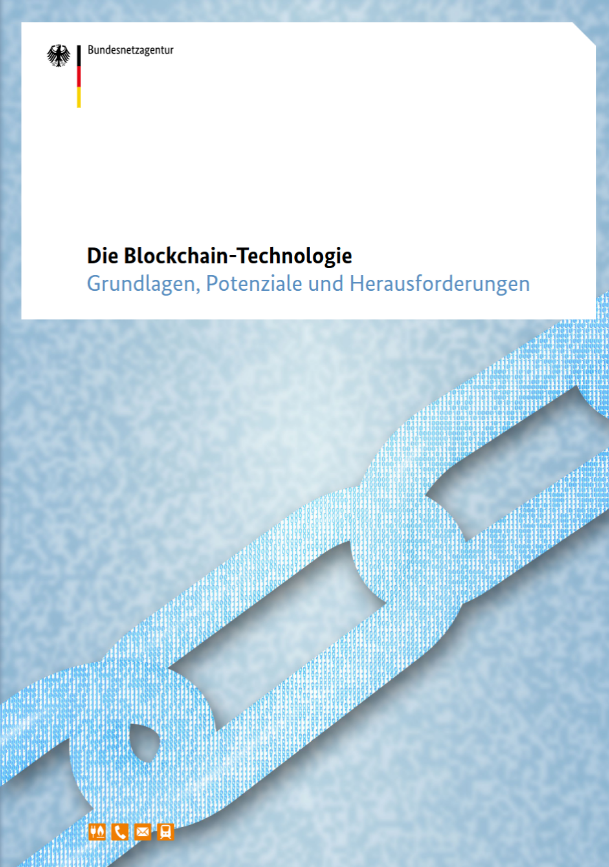 Bundesnetzagentur
Die Blockchain-Technologie
Grundlagen, Potenziale und Herausforderungen